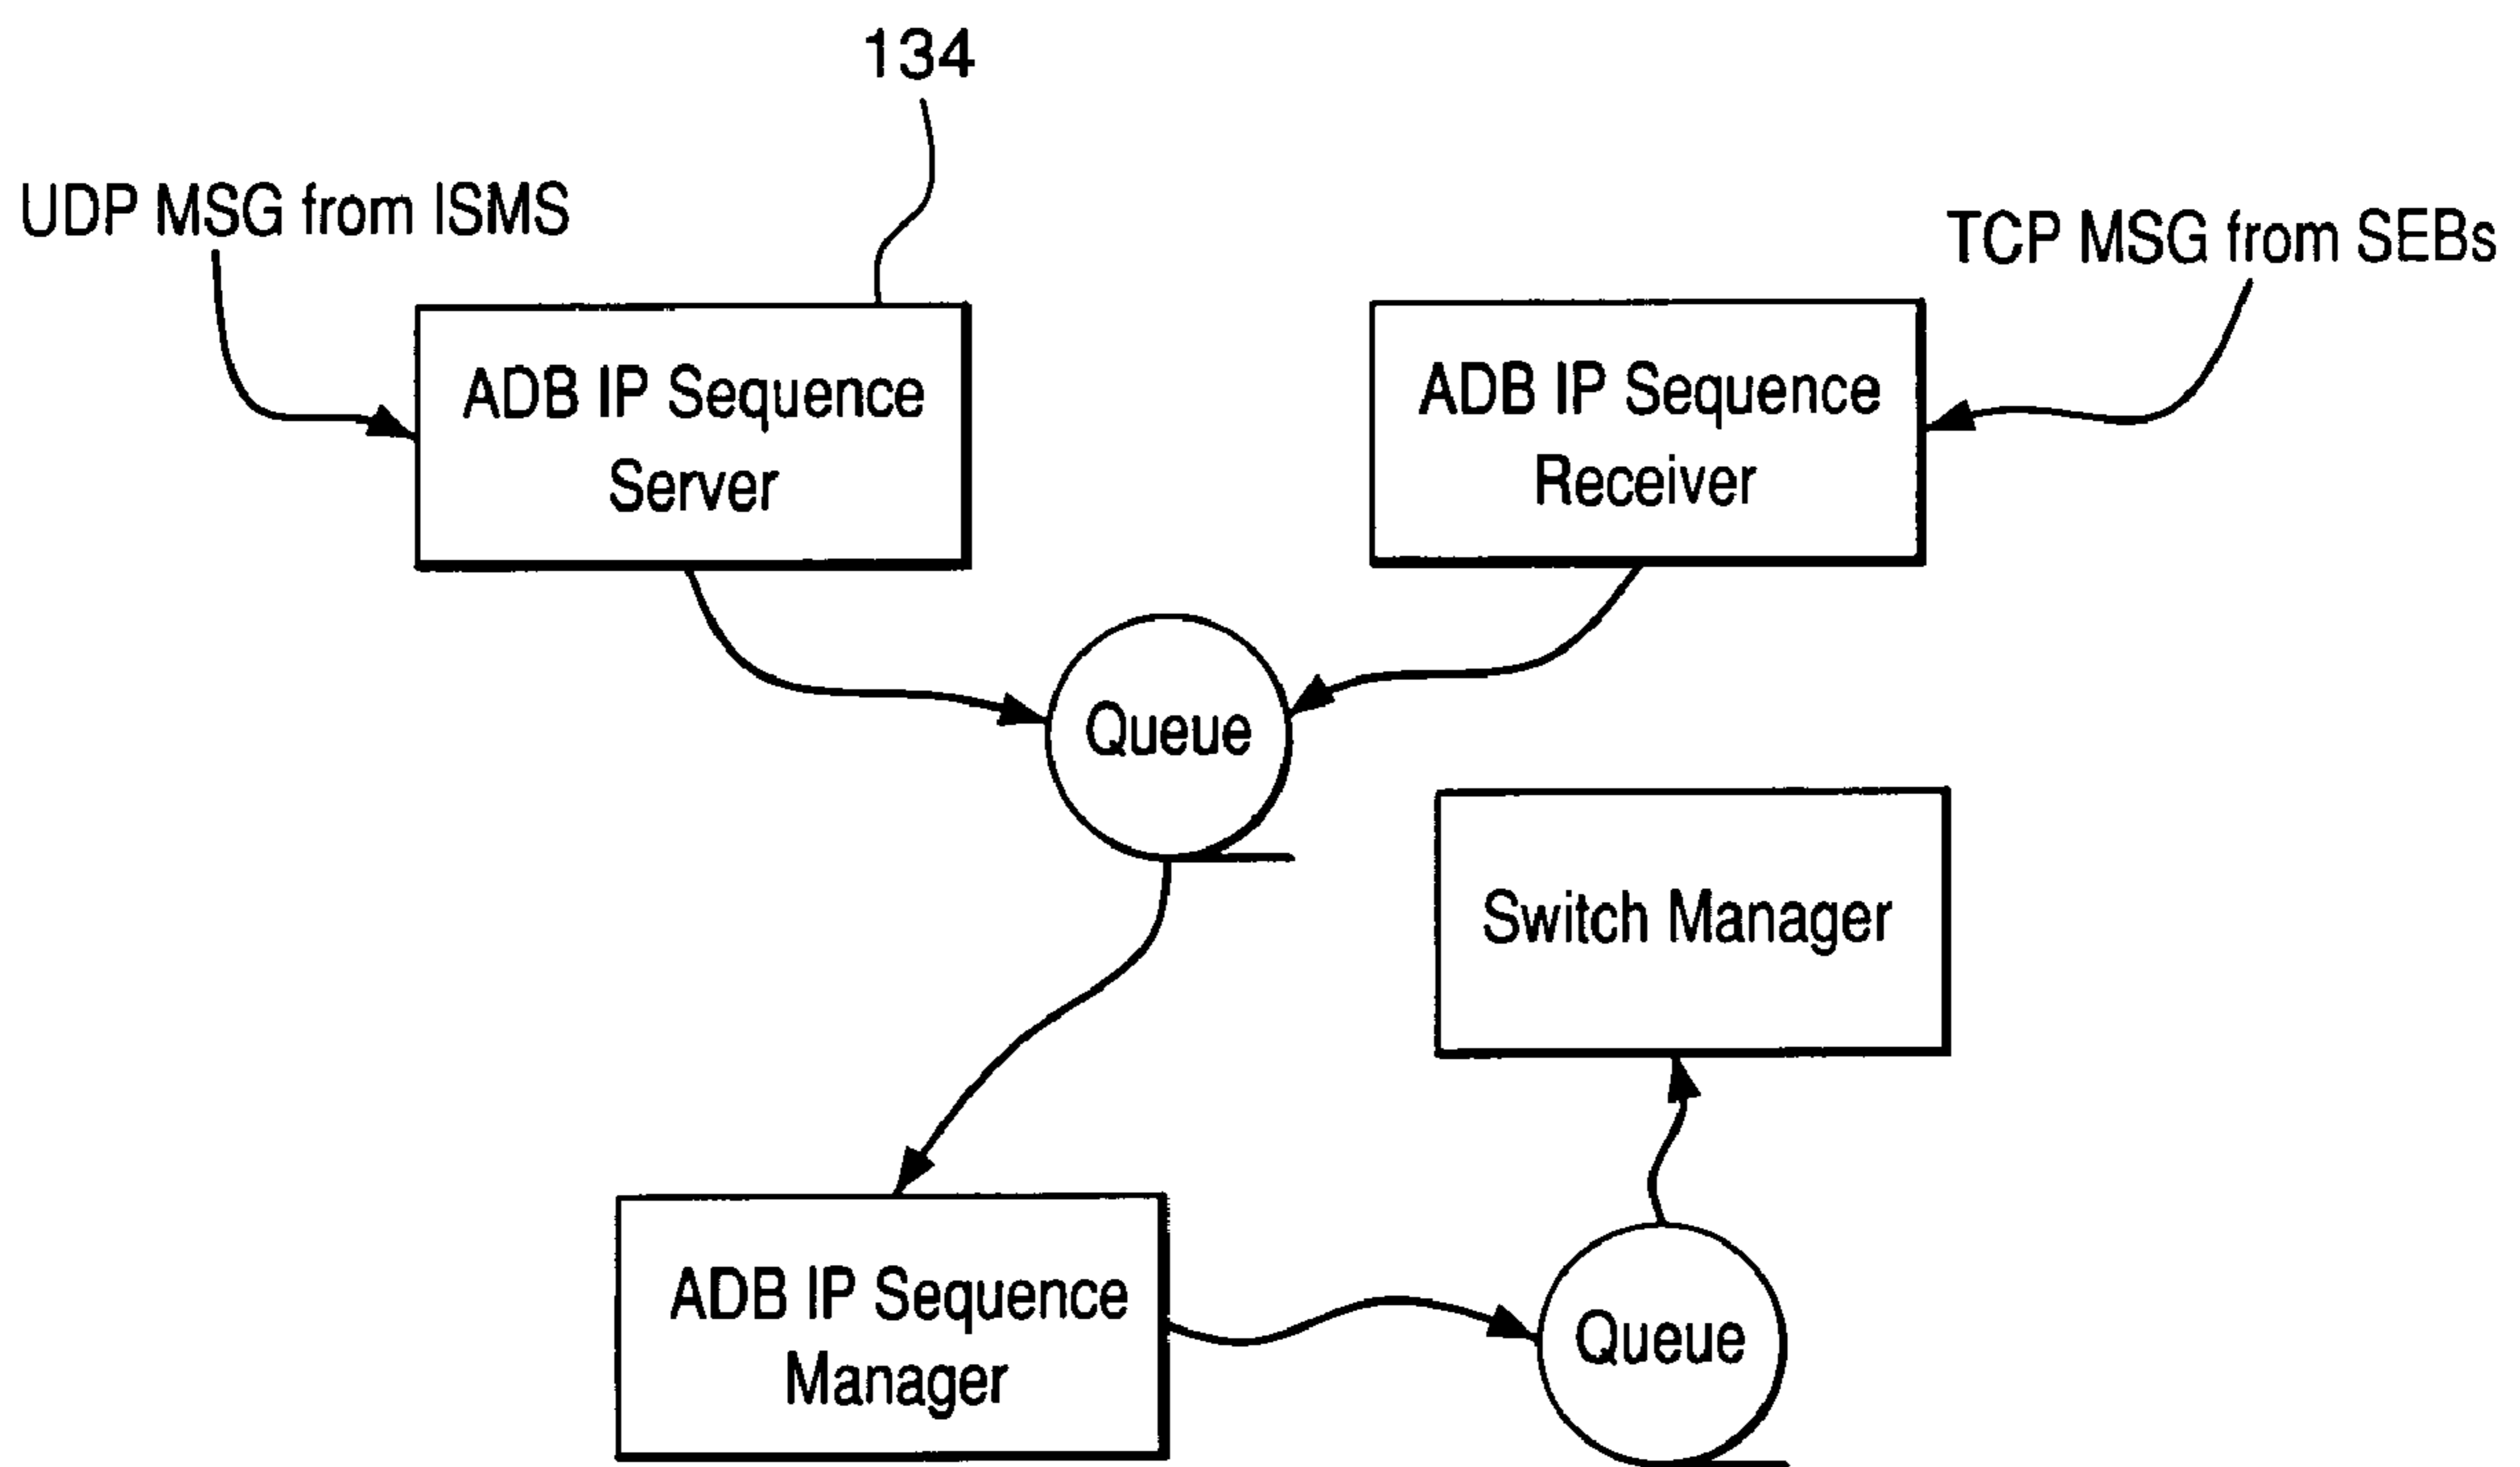 134
UDP MSG from ISMS
TCP MSG from SEBs
ADB IP Sequence
Server
ADB IP Sequence
Receiver
Queue
Switch Manager
ADB IP Sequence
Manager
Queue